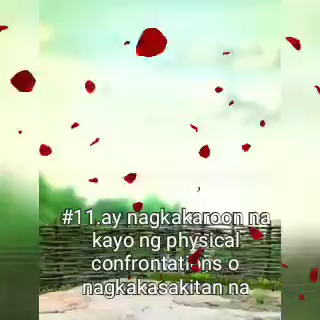 #11.ay nagkakaroon na
kayo ng physical
confrontations o
nagkakasakitan na